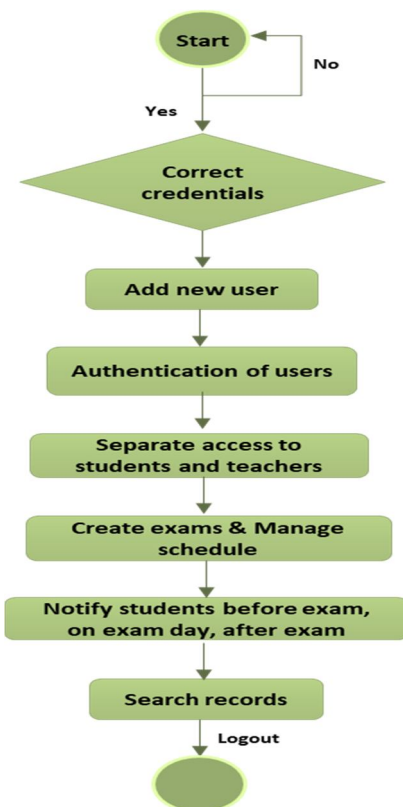 Start
No
Yes
Correct
credentials
Add new user
Authentication of users
Separate access to
students and teachers
Create exams & Manage
schedule
Notify students before exam,
on exam day, after exam
Search records
Logout